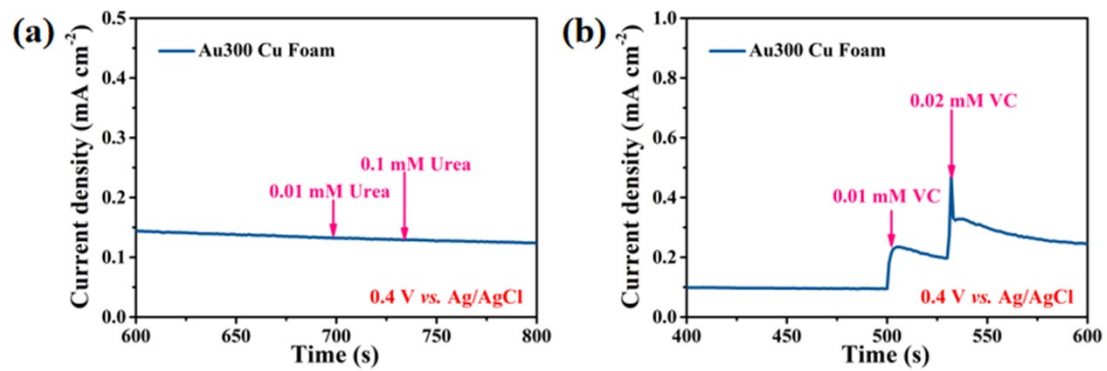 (a)
Au300 Cu Foam
0.01 mM Urea
0.1 mM Urea
0.4 V vs. Ag/AgCl
Current density (mA cm-2)
0.5
0.4
0.3
0.2
0.1
0.0
600
650
700
750
800
Time (s)
(b)
Au300 Cu Foam
0.02 mM VC
0.01 mM VC
0.4 V vs. Ag/AgCl
Current density (mA cm-2)
1.0
0.8
0.6
0.4
0.2
0.0
400
450
500
550
600
Time (s)